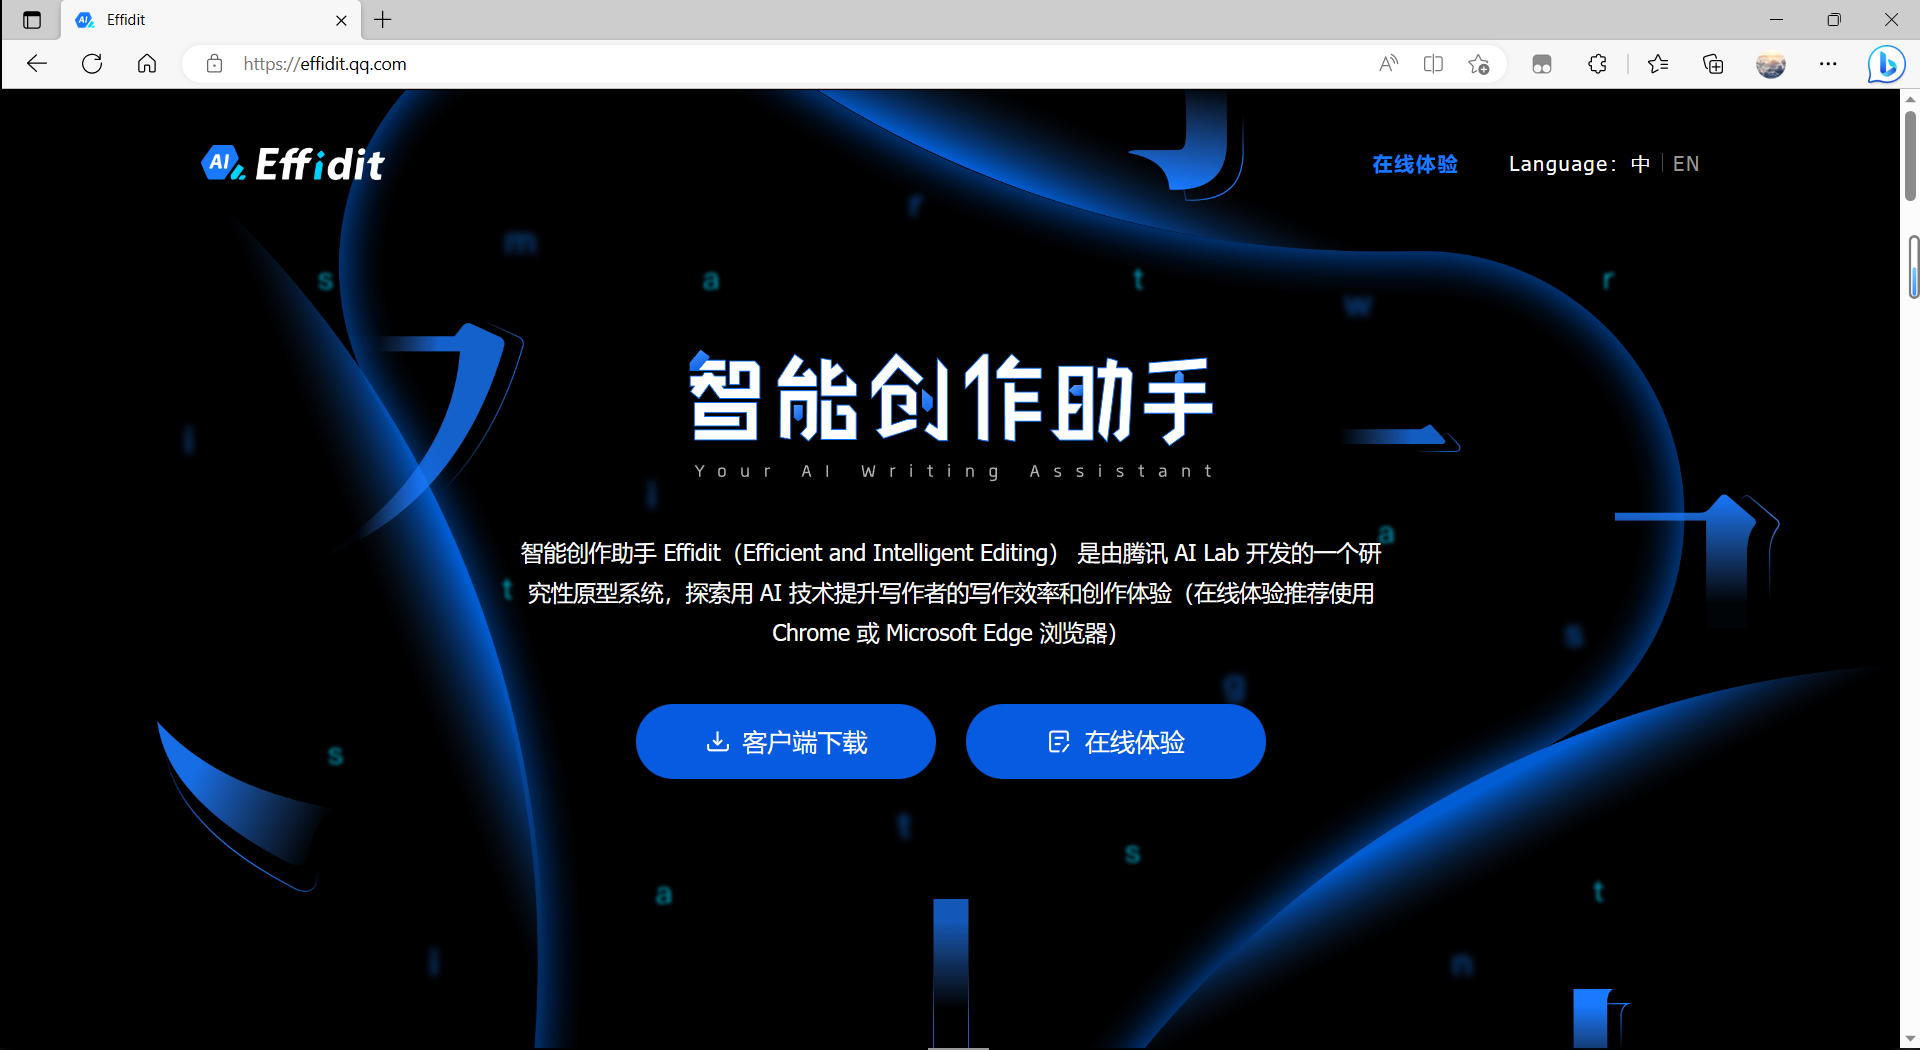 Effidit
https://effidit.qq.com
AI Effidit
在线体验
Language: 中 EN
r
m
s
a
t
r
w
智能创作助手
i
Your AI Writing Assistant
i
a
智能创作助手 Effidit（Efficient and Intelligent Editing） 是由腾讯 AI Lab 开发的一个研
t
究性原型系统，探索用 AI 技术提升写作者的写作效率和创作体验（在线体验推荐使用
Chrome 或 Microsoft Edge 浏览器）
s
g
客户端下载
在线体验
s
t
s
a
t
i
n